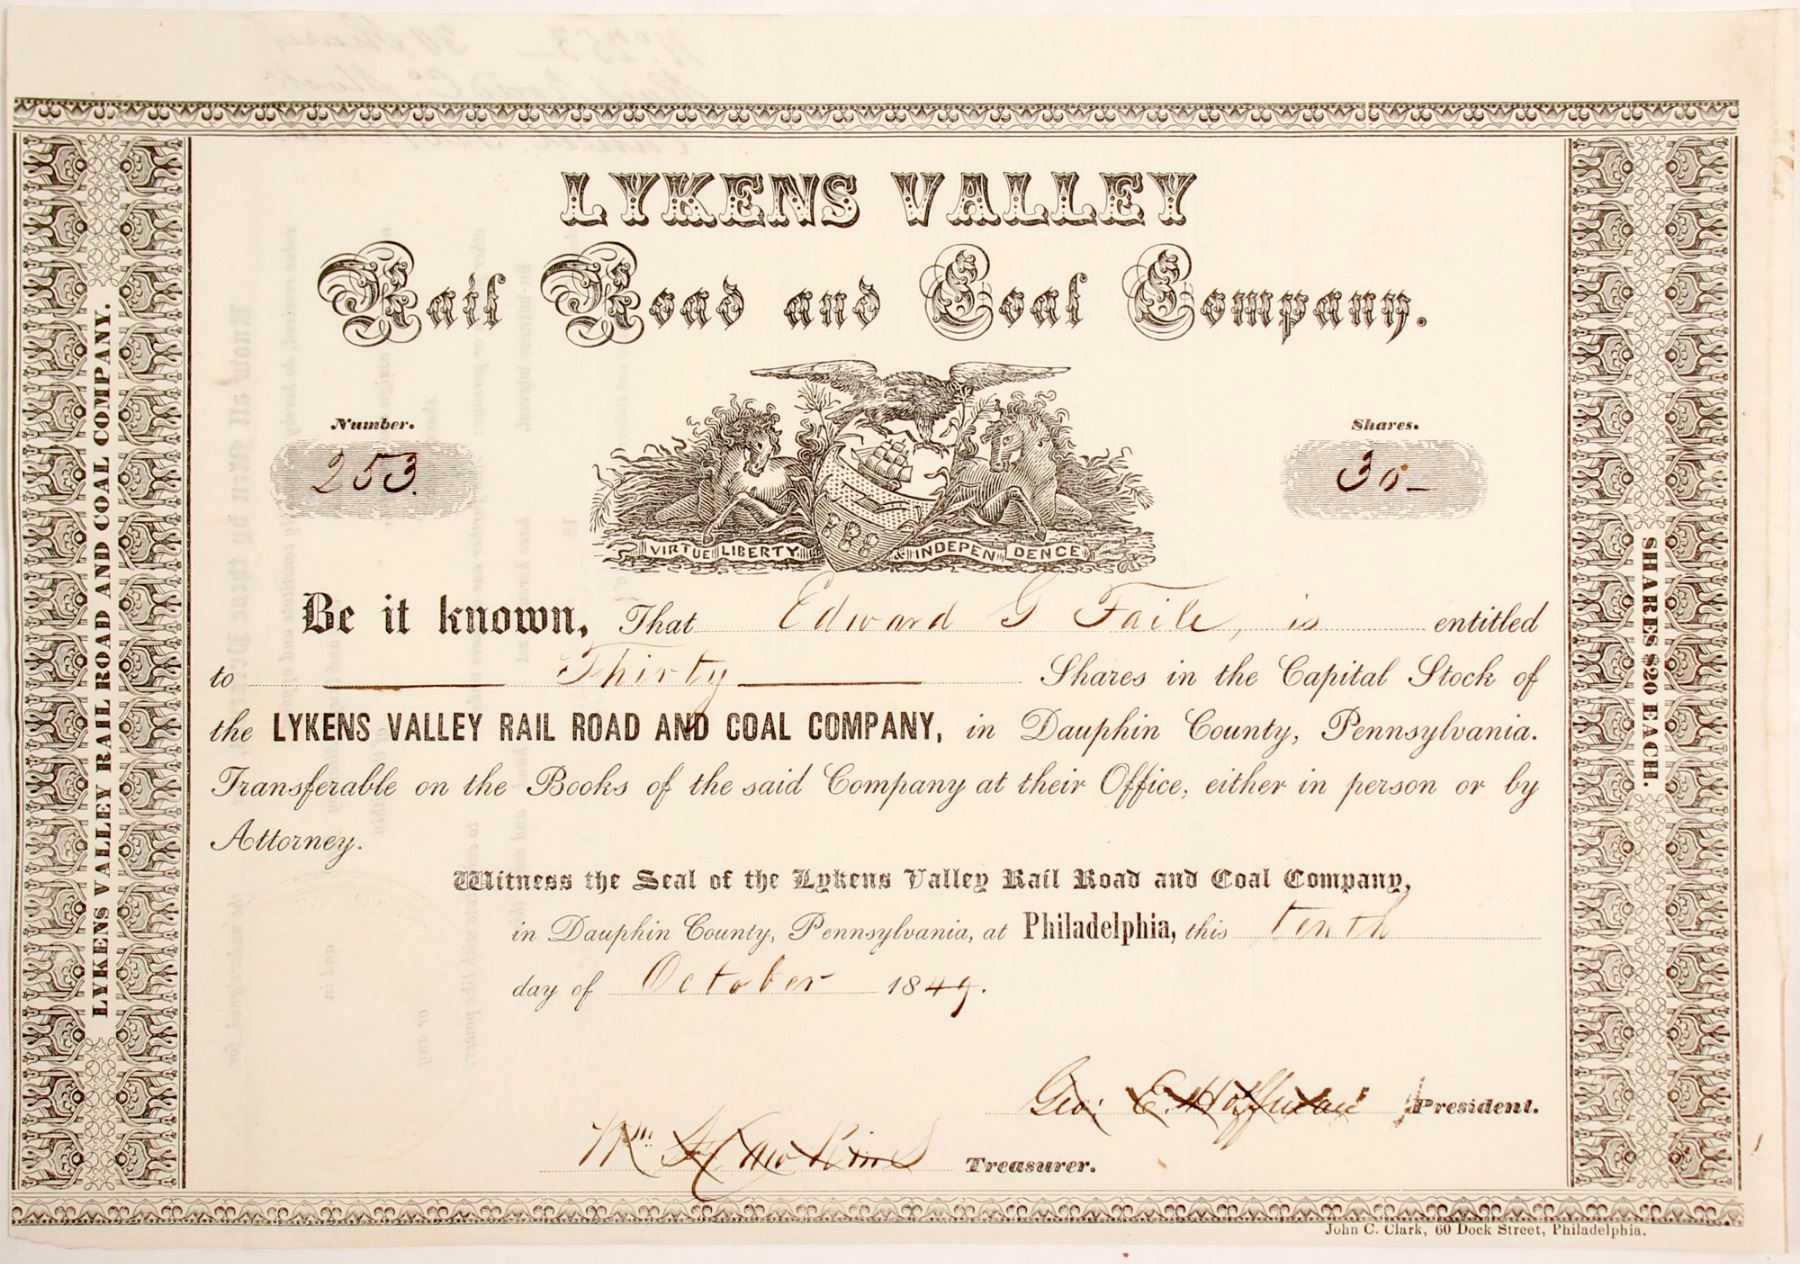 LYKENS VALLEY
Rail Road and Coal Company.
Number.
253.
Shares.
30-
VIRTUE LIBERTY & INDEPENDENCE
Be it known, That Edward G Faile, is entitled
to Thirty Shares in the Capital Stock of
the LYKENS VALLEY RAIL ROAD AND COAL COMPANY, in Dauphin County, Pennsylvania.
Transferable on the Books of the said Company at their Office, either in person or by
Attorney.
Witness the Seal of the Lykens Valley Rail Road and Coal Company,
in Dauphin County, Pennsylvania, at Philadelphia, this tenth
day of October 1849.
Geo: E. Hoffman President.
Wm Hawkins Treasurer.
LYKENS VALLEY RAIL ROAD AND COAL COMPANY.
SHARES $20 EACH.
John C. Clark, 60 Dock Street, Philadelphia.